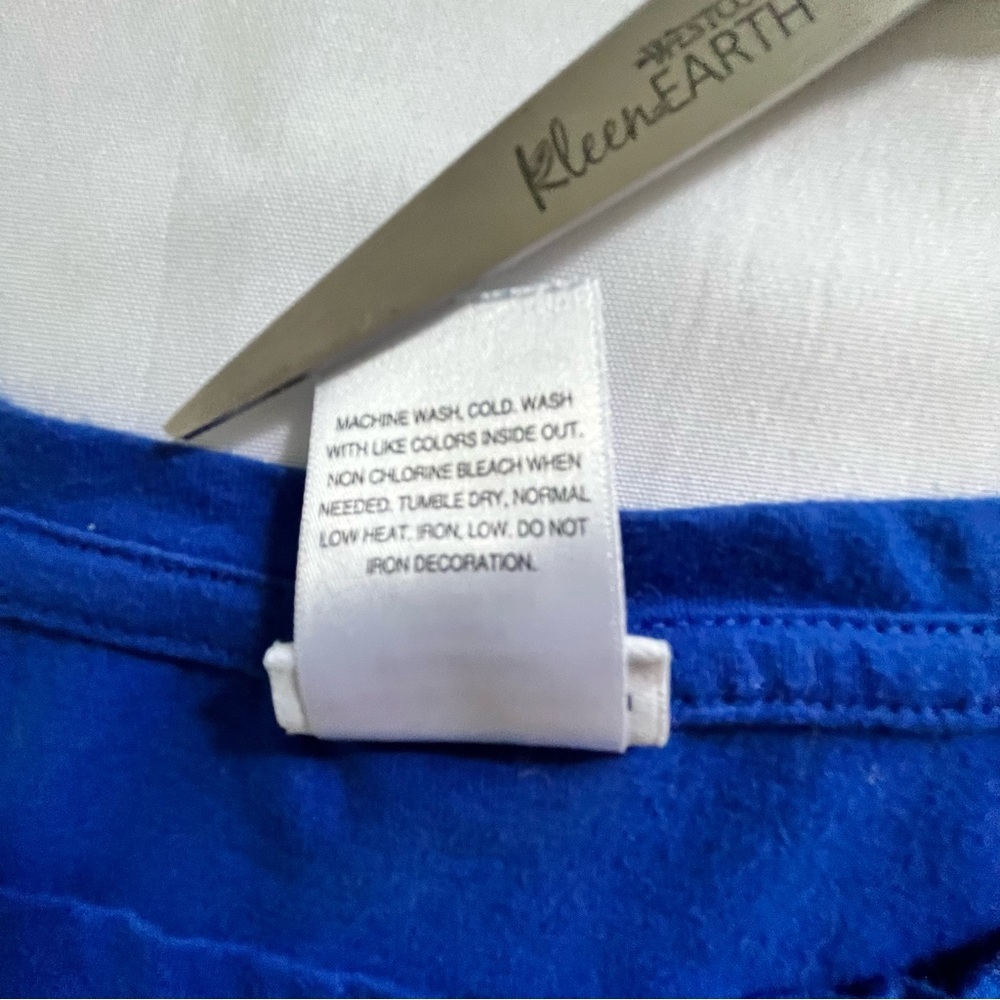 WESTCOTT
KleenEARTH
MACHINE WASH, COLD. WASH
WITH LIKE COLORS INSIDE OUT.
NON CHLORINE BLEACH WHEN
NEEDED. TUMBLE DRY, NORMAL
LOW HEAT. IRON, LOW. DO NOT
IRON DECORATION.